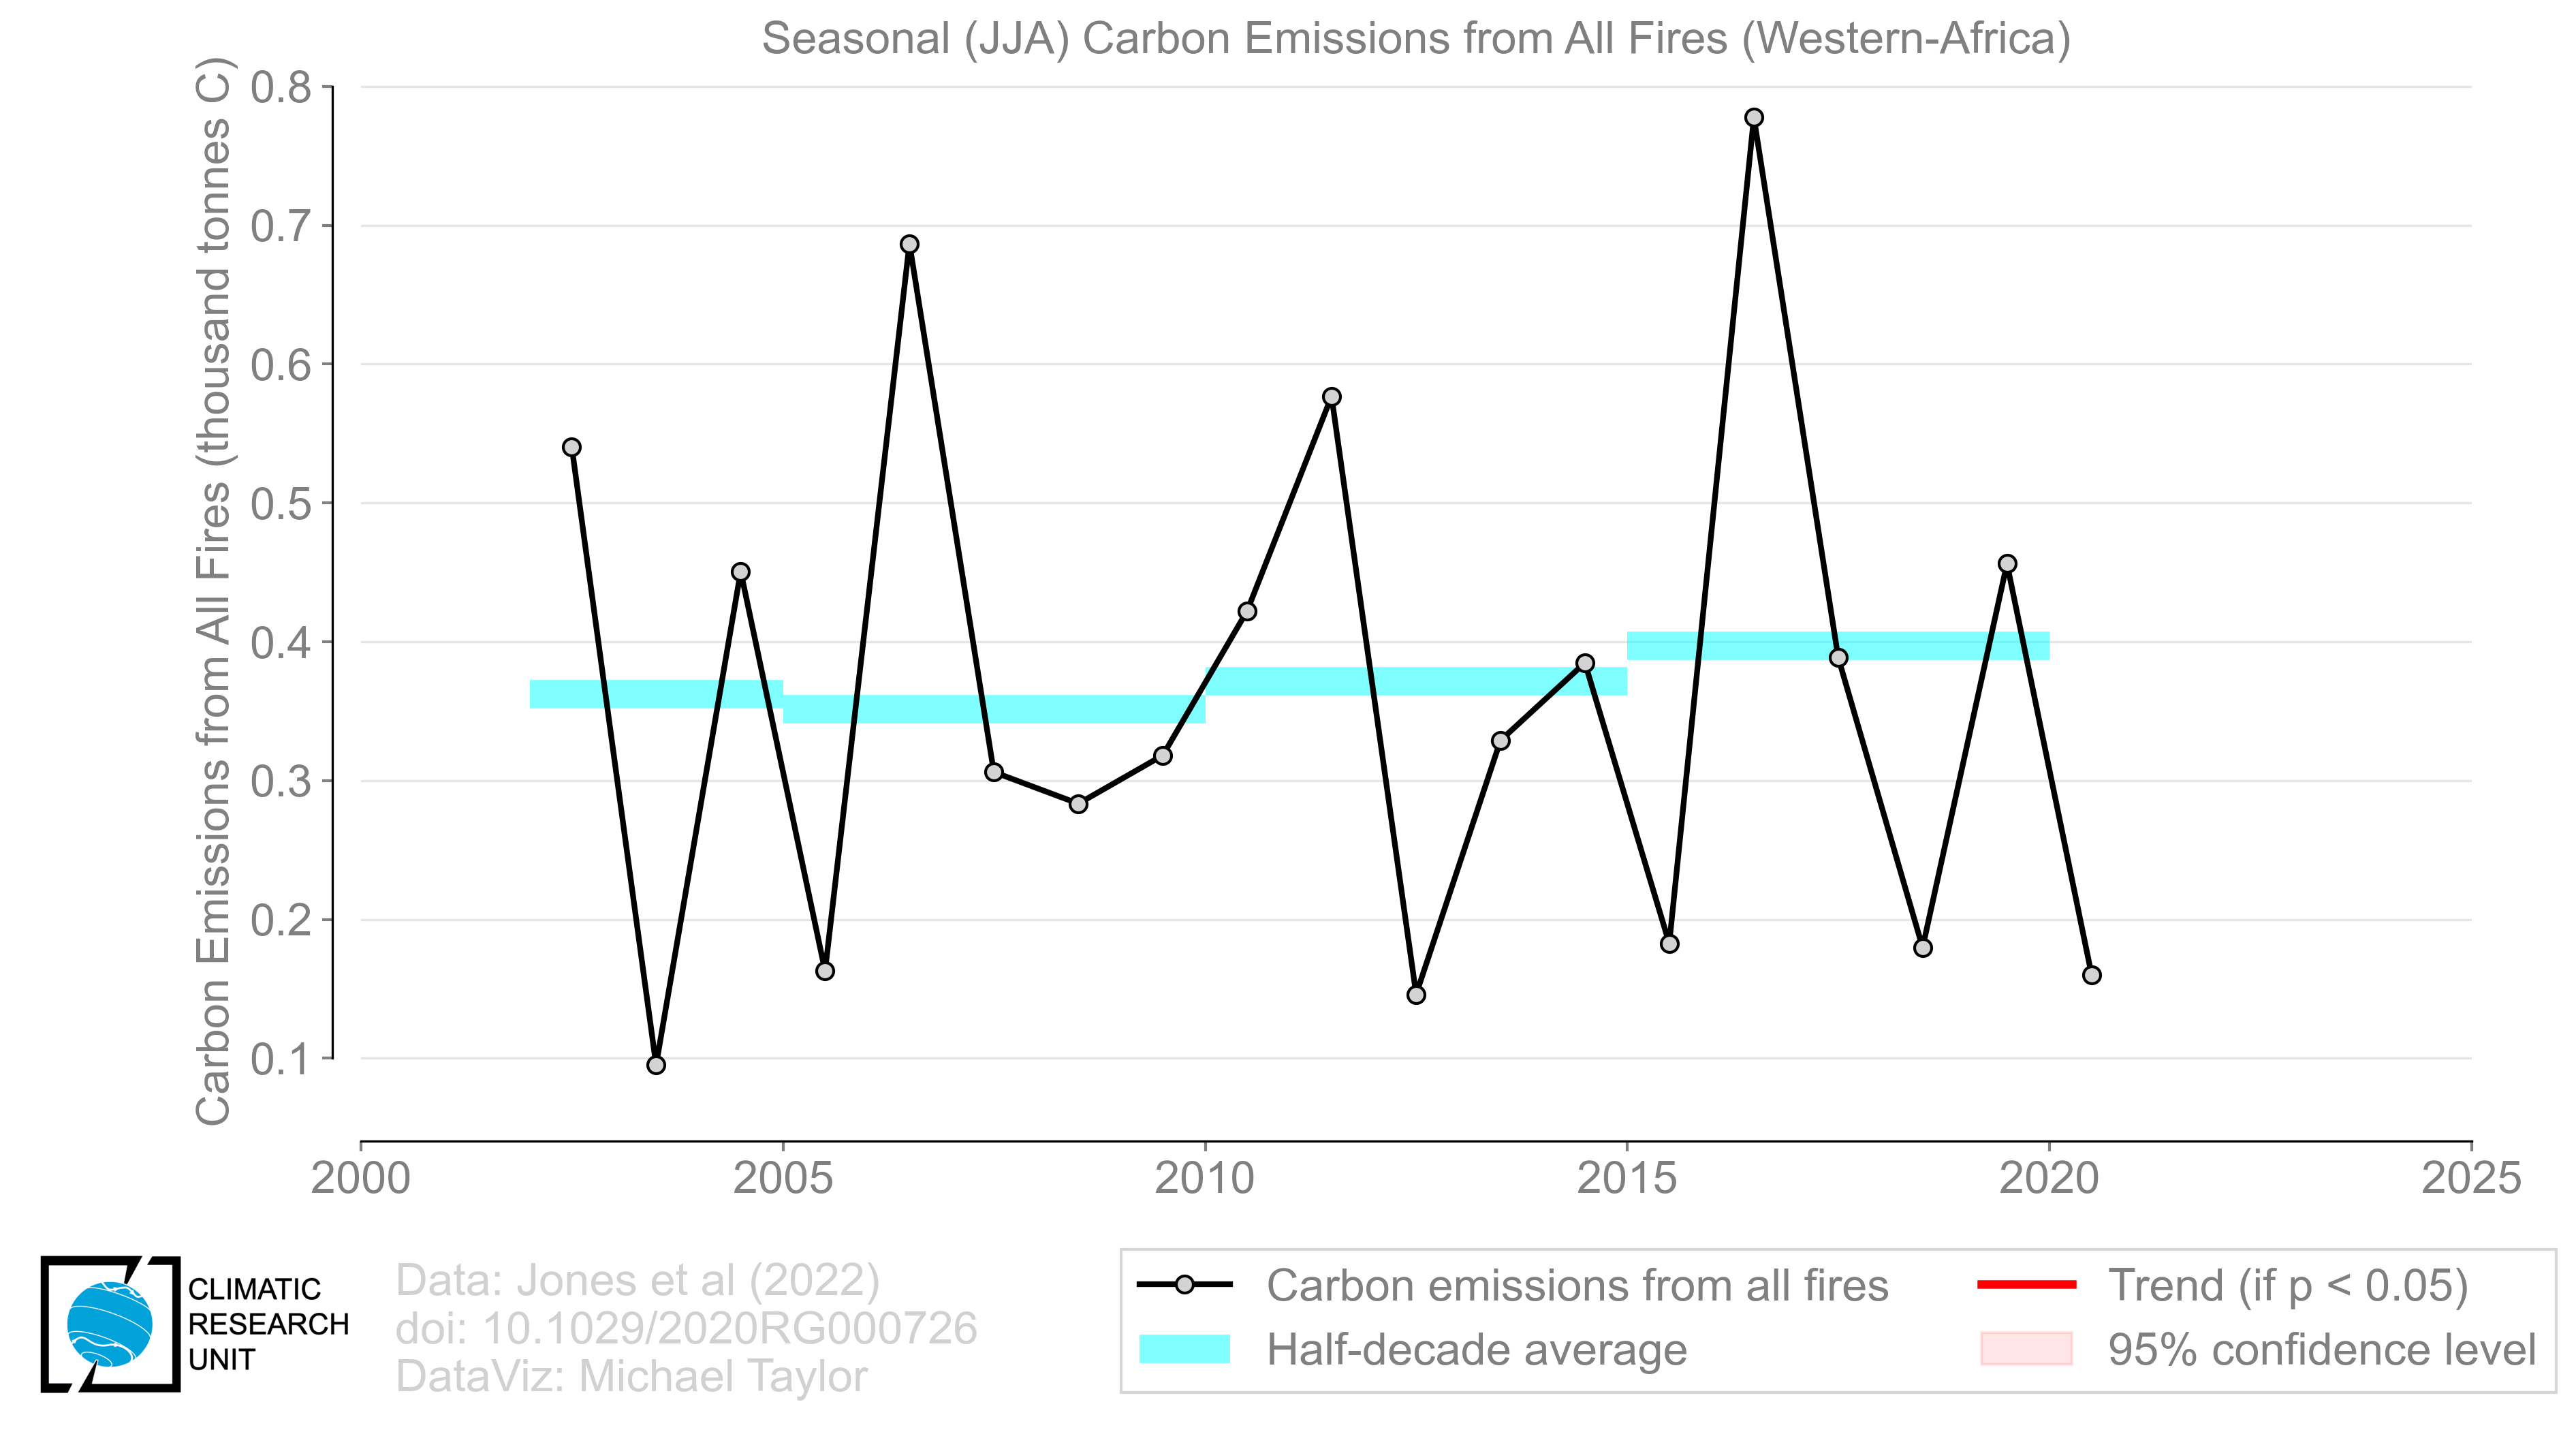 Seasonal (JJA) Carbon Emissions from All Fires (Western-Africa)
Carbon Emissions from All Fires (thousand tonnes C)
0.8
0.7
0.6
0.5
0.4
0.3
0.2
0.1
2000
2005
2010
2015
2020
2025
CLIMATIC
RESEARCH
UNIT
Data: Jones et al (2022)
doi: 10.1029/2020RG000726
DataViz: Michael Taylor
Carbon emissions from all fires
Half-decade average
Trend (if p < 0.05)
95% confidence level